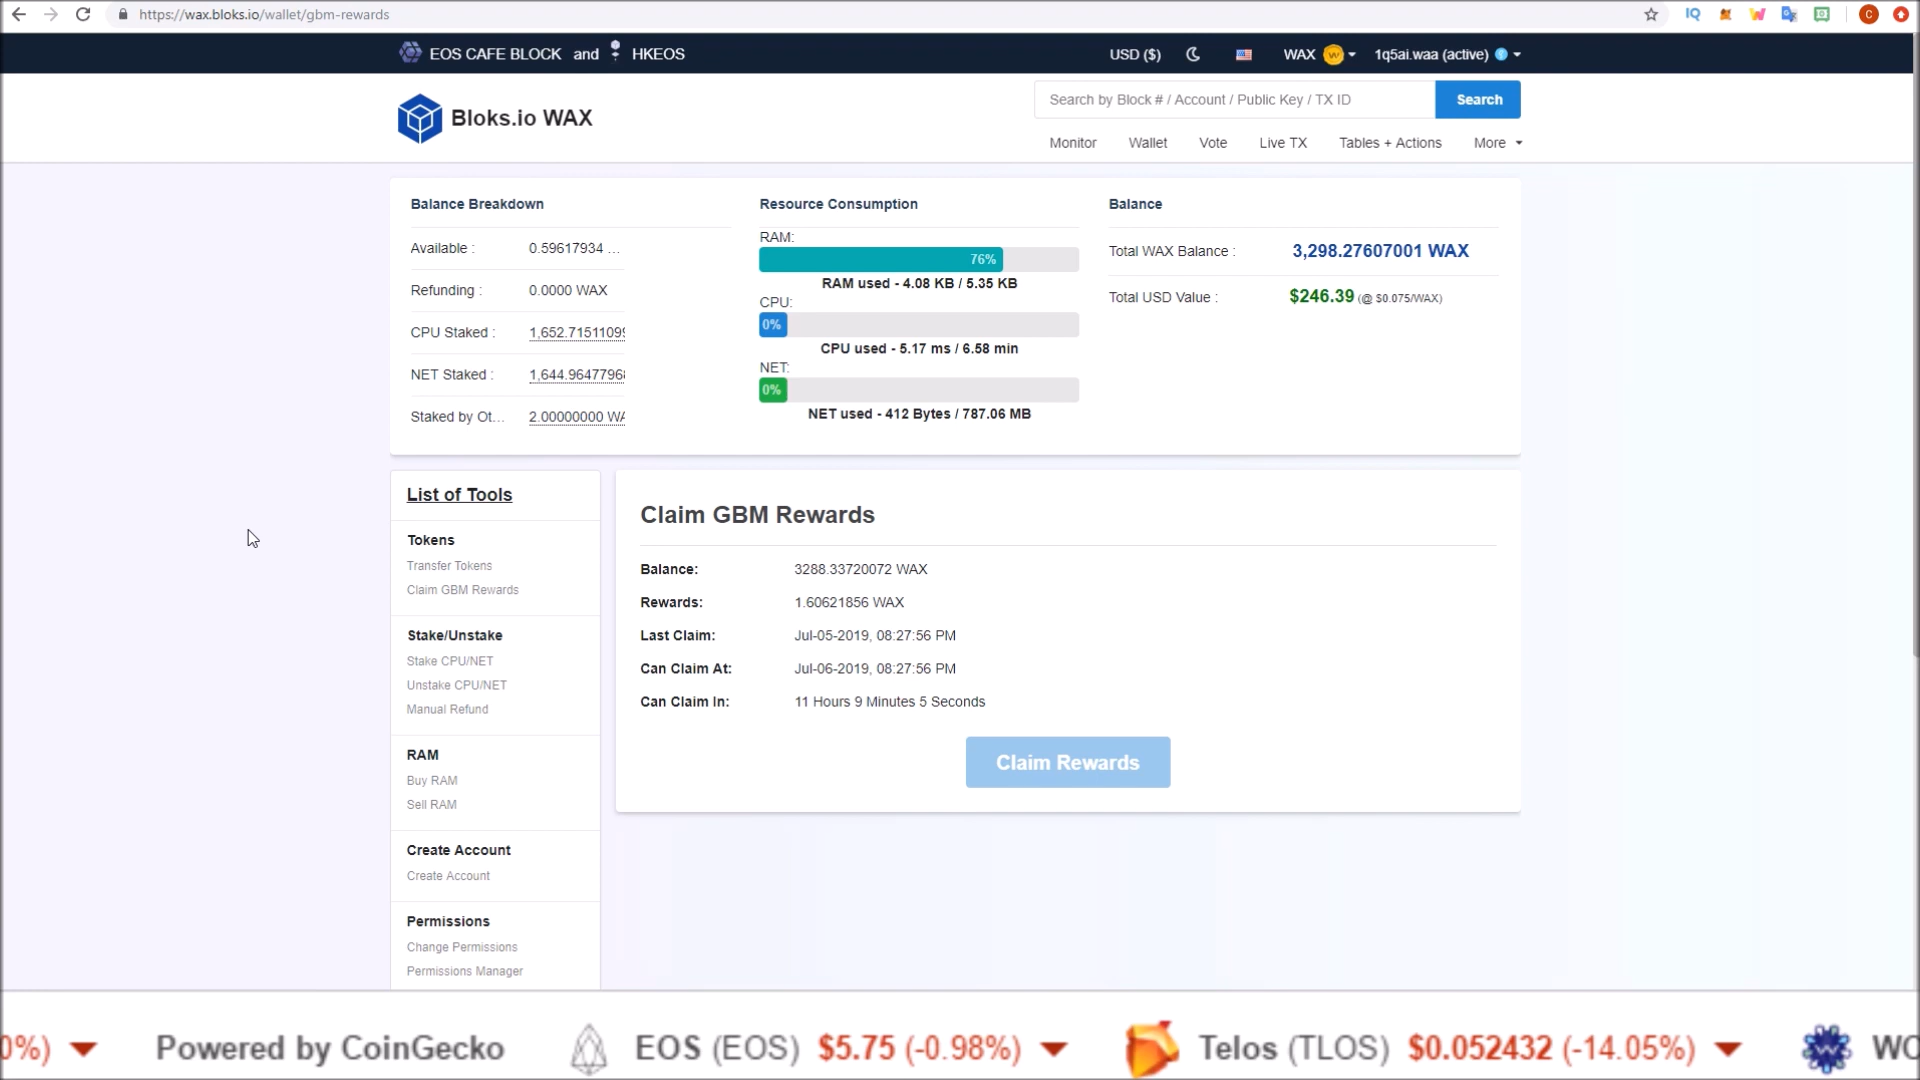 https://wax.bloks.io/wallet/gbm-rewards
IQ
C
EOS CAFE BLOCK and HKEOS
USD ($)
WAX
1q5ai.waa (active)
Bloks.io WAX
Search by Block # / Account / Public Key / TX ID
Search
Monitor
Wallet
Vote
Live TX
Tables + Actions
More
Balance Breakdown
Available :
0.59617934 ...
Refunding :
0.0000 WAX
CPU Staked :
1,652.7151109
NET Staked :
1,644.9647796
Staked by Ot...
2.00000000 WA
Resource Consumption
RAM:
76%
RAM used - 4.08 KB / 5.35 KB
CPU:
0%
CPU used - 5.17 ms / 6.58 min
NET:
0%
NET used - 412 Bytes / 787.06 MB
Balance
Total WAX Balance :
3,298.27607001 WAX
Total USD Value :
$246.39 (@ $0.075/WAX)
List of Tools
Tokens
Transfer Tokens
Claim GBM Rewards
Stake/Unstake
Stake CPU/NET
Unstake CPU/NET
Manual Refund
RAM
Buy RAM
Sell RAM
Create Account
Create Account
Permissions
Change Permissions
Permissions Manager
Claim GBM Rewards
Balance: 3288.33720072 WAX
Rewards: 1.60621856 WAX
Last Claim: Jul-05-2019, 08:27:56 PM
Can Claim At: Jul-06-2019, 08:27:56 PM
Can Claim In: 11 Hours 9 Minutes 5 Seconds
Claim Rewards
0%) Powered by CoinGecko EOS (EOS) $5.75 (-0.98%) Telos (TLOS) $0.052432 (-14.05%) WO